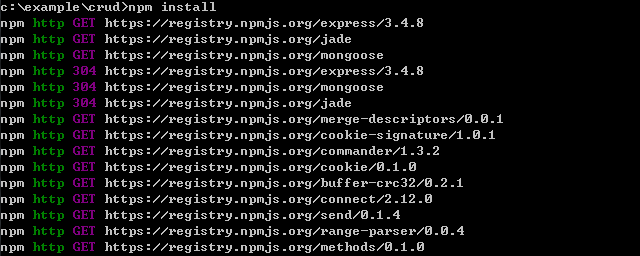 c:\example\crud>npm install
npm http GET https://registry.npmjs.org/express/3.4.8
npm http GET https://registry.npmjs.org/jade
npm http GET https://registry.npmjs.org/mongoose
npm http 304 https://registry.npmjs.org/express/3.4.8
npm http 304 https://registry.npmjs.org/mongoose
npm http 304 https://registry.npmjs.org/jade
npm http GET https://registry.npmjs.org/merge-descriptors/0.0.1
npm http GET https://registry.npmjs.org/cookie-signature/1.0.1
npm http GET https://registry.npmjs.org/commander/1.3.2
npm http GET https://registry.npmjs.org/cookie/0.1.0
npm http GET https://registry.npmjs.org/buffer-crc32/0.2.1
npm http GET https://registry.npmjs.org/connect/2.12.0
npm http GET https://registry.npmjs.org/send/0.1.4
npm http GET https://registry.npmjs.org/range-parser/0.0.4
npm http GET https://registry.npmjs.org/methods/0.1.0